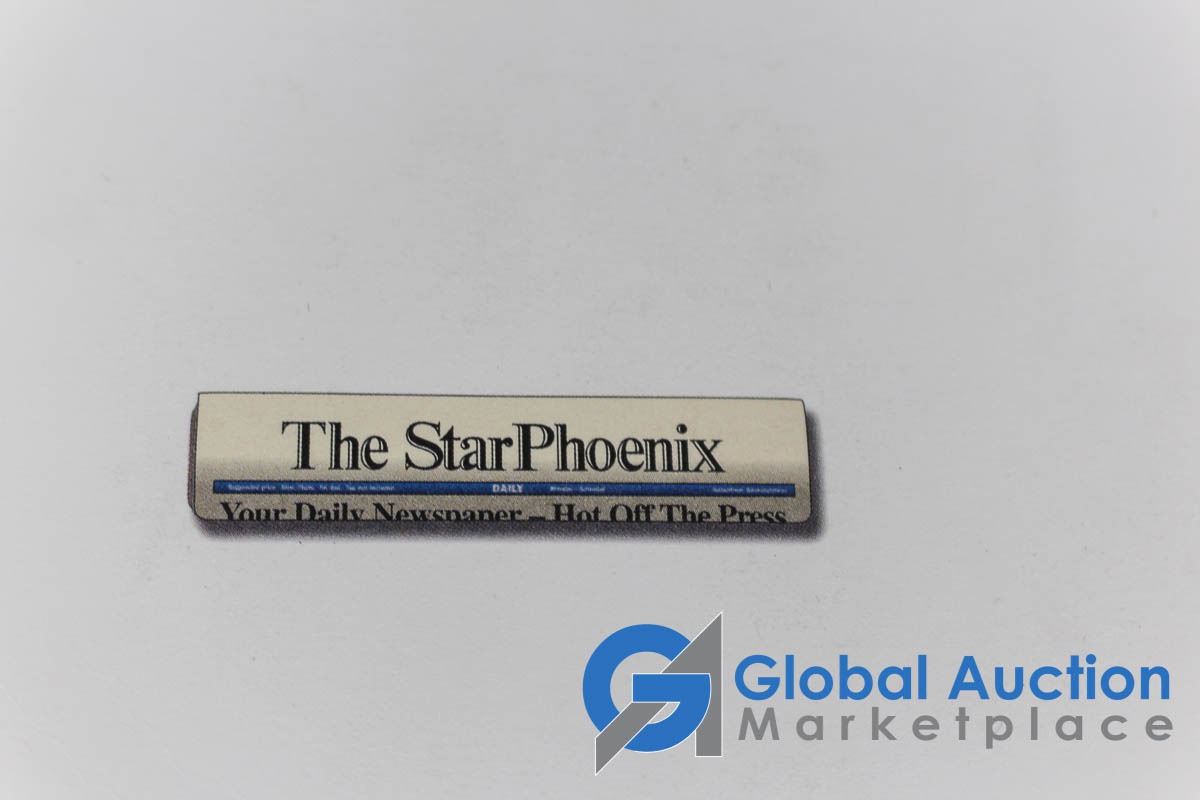 The StarPhoenix
DAILY
Your Daily Newspaper – Hot Off The Press
Global Auction
Marketplace